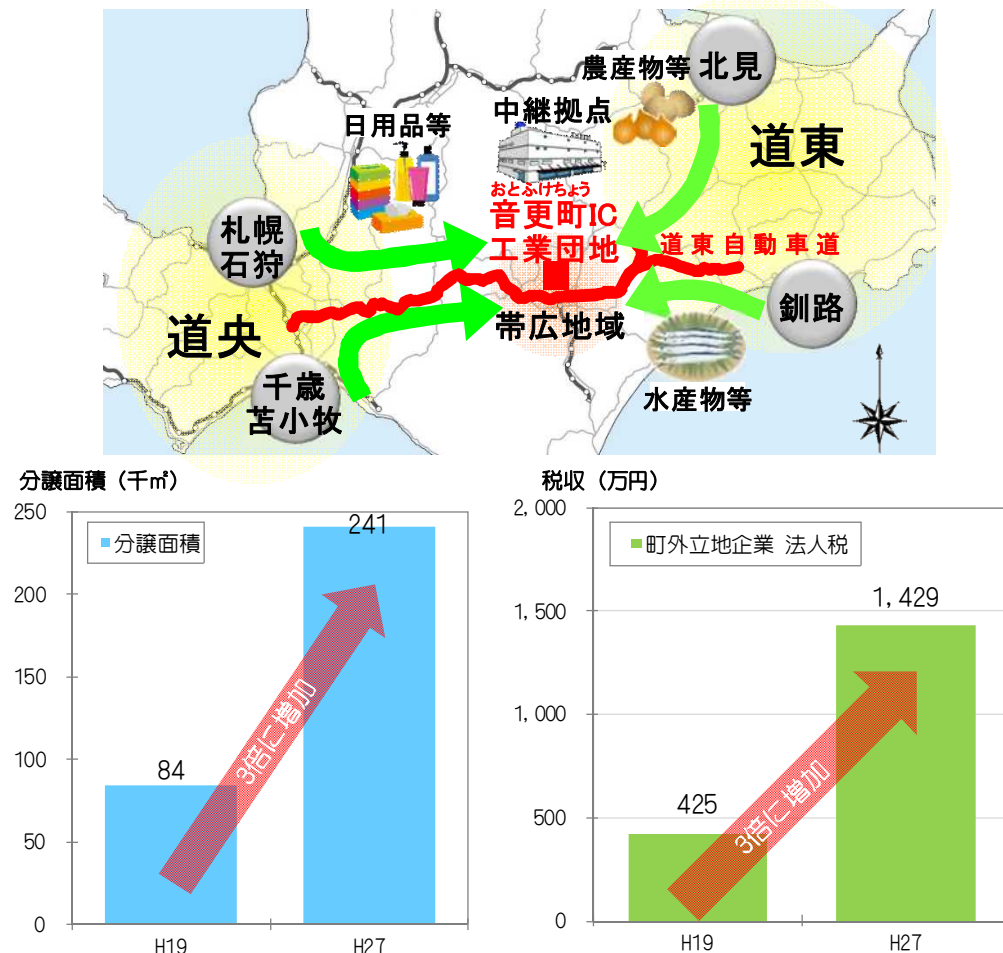 農産物等
北見
中継拠点
日用品等
道東
おとふけちょう
音更町IC
工業団地
札幌
石狩
道東自動車道
釧路
道央
帯広地域
千歳
苫小牧
水産物等
分譲面積（千㎡）
250
200
150
100
50
0
分譲面積
84
241
3倍に増加
H19
H27
税収（万円）
2,000
1,500
1,000
500
0
町外立地企業 法人税
425
1,429
3倍に増加
H19
H27